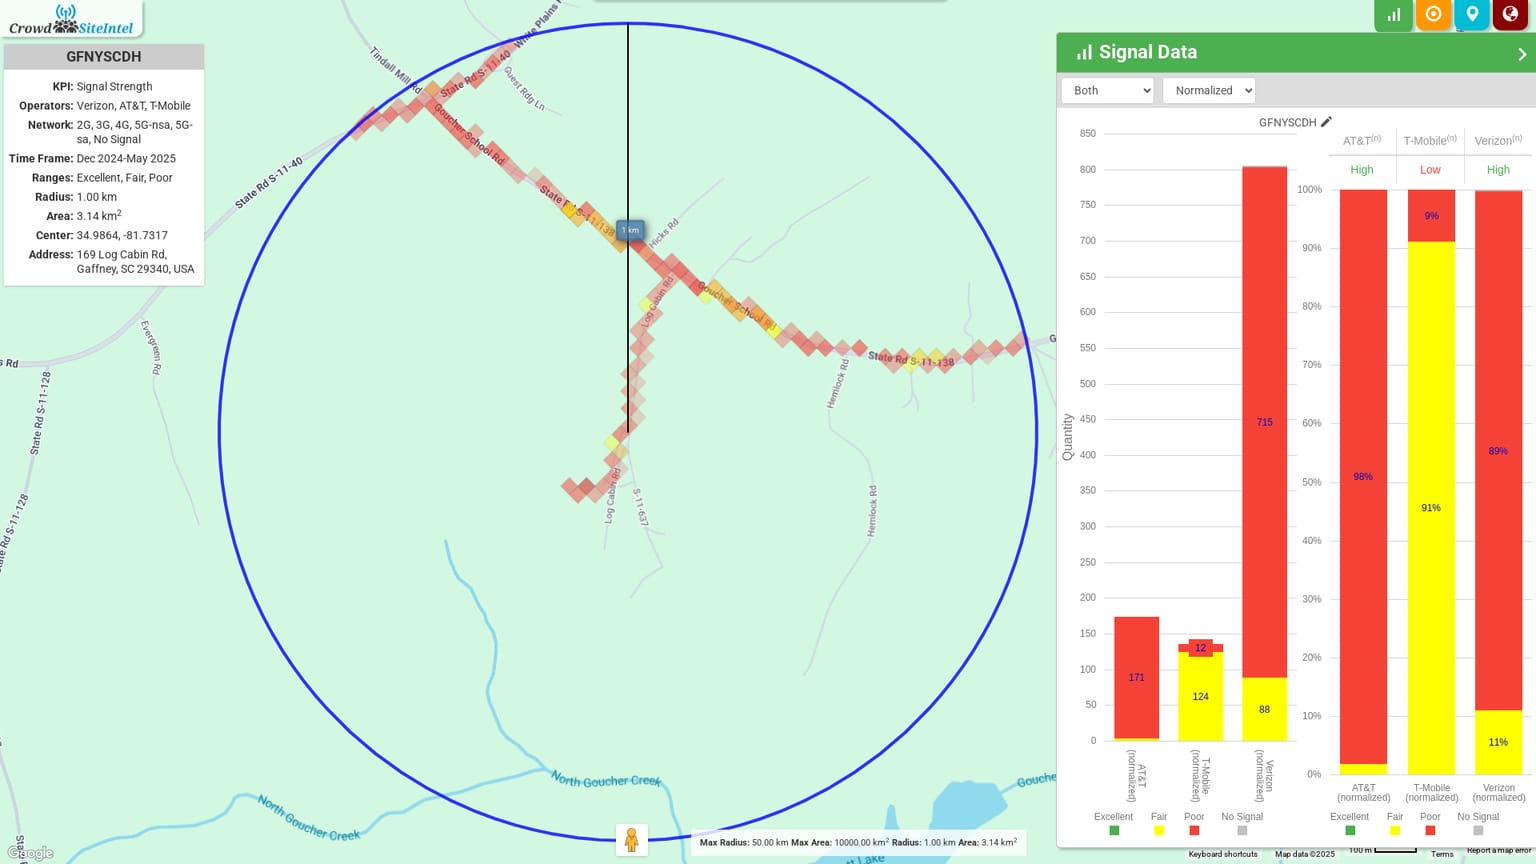 Crowd SiteIntel
GFNYSCDH
KPI: Signal Strength
Operators: Verizon, AT&T, T-Mobile
Network: 2G, 3G, 4G, 5G-nsa, 5G-
sa, No Signal
Time Frame: Dec 2024-May 2025
Ranges: Excellent, Fair, Poor
Radius: 1.00 km
Area: 3.14 km²
Center: 34.9864, -81.7317
Address: 169 Log Cabin Rd,
Gaffney, SC 29340, USA
Tindall Mill Rd
White Plains R
State Rd S-11-40
Guest Rdg Ln
Goucher School Rd
State Rd S-11-40
State Rd S-11-138
1 km
Hicks Rd
Log Cabin Rd
Goucher School Rd
State Rd S-11-138
G
Evergreen Rd
s Rd
State Rd S-11-128
Hemlock Rd
Log Cabin Rd
S-11-637
Hemlock Rd
ate Rd S-11-128
North Goucher Creek
North Goucher Creek
Gouche
State R
tt Lake
Google
Max Radius: 50.00 km Max Area: 10000.00 km² Radius: 1.00 km Area: 3.14 km²
Signal Data
Both
Normalized
GFNYSCDH
Quantity
850
800
750
700
650
600
550
500
450
400
350
300
250
200
150
100
50
0
171
12
124
715
88
AT&T
(normalized)
T-Mobile
(normalized)
Verizon
(normalized)
Excellent Fair Poor No Signal
AT&T(n) T-Mobile(n) Verizon(n)
High Low High
100%
90%
80%
70%
60%
50%
40%
30%
20%
10%
0%
98%
9%
91%
89%
11%
AT&T
(normalized)
T-Mobile
(normalized)
Verizon
(normalized)
Excellent Fair Poor No Signal
Keyboard shortcuts Map data ©2025 100 m Terms Report a map error